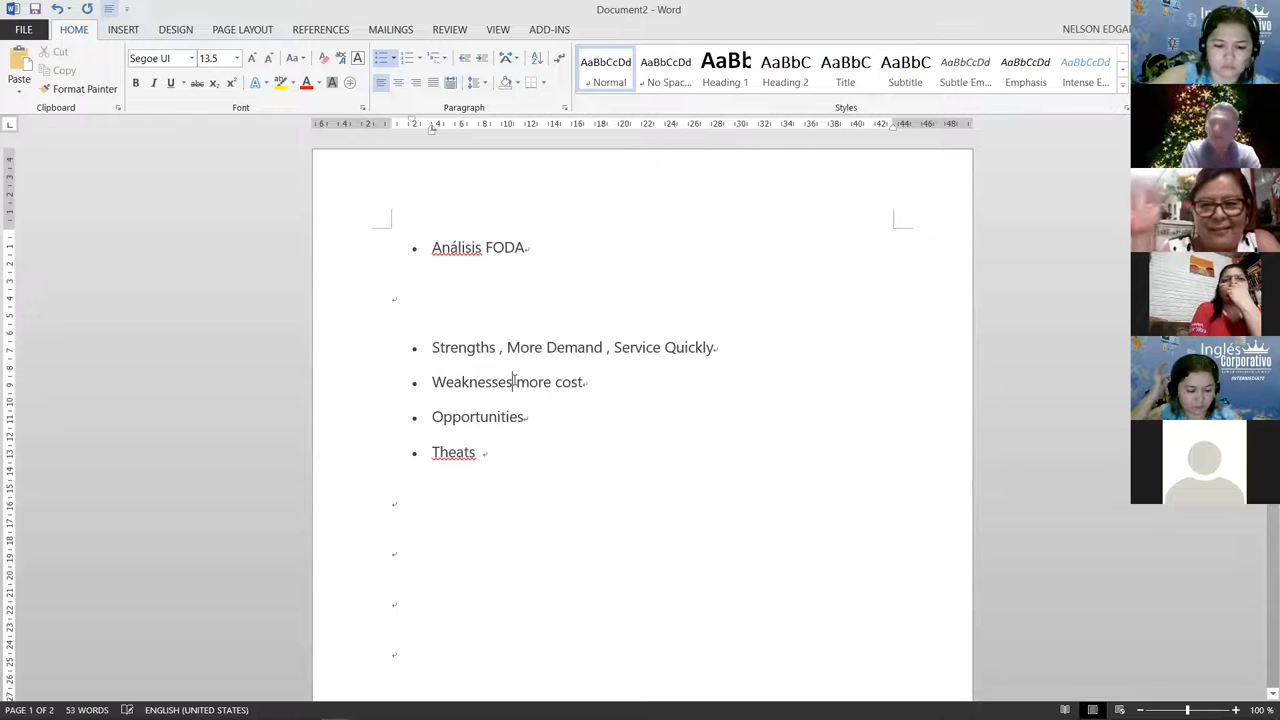 Document2 - Word
FILE HOME INSERT DESIGN PAGE LAYOUT REFERENCES MAILINGS REVIEW VIEW ADD-INS NELSON EDGA
Paste
Cut
Copy
Format Painter
Segoe UI 13.5
Clipboard Font Paragraph Styles
AaBbCcDd AaBbCcDd AaBb AaBbC AaBbC AaBbC AaBbCcDd AaBbCcDd AaBbCcDd
Normal No Spac... Heading 1 Heading 2 Title Subtitle Subtle Em... Emphasis Intense E...
Análisis FODA
Strengths , More Demand , Service Quickly
Weaknesses more cost
Opportunities
Theats
Inglés
Corporativo
INTERMEDIATE
PAGE 1 OF 2 53 WORDS ENGLISH (UNITED STATES) 100 %